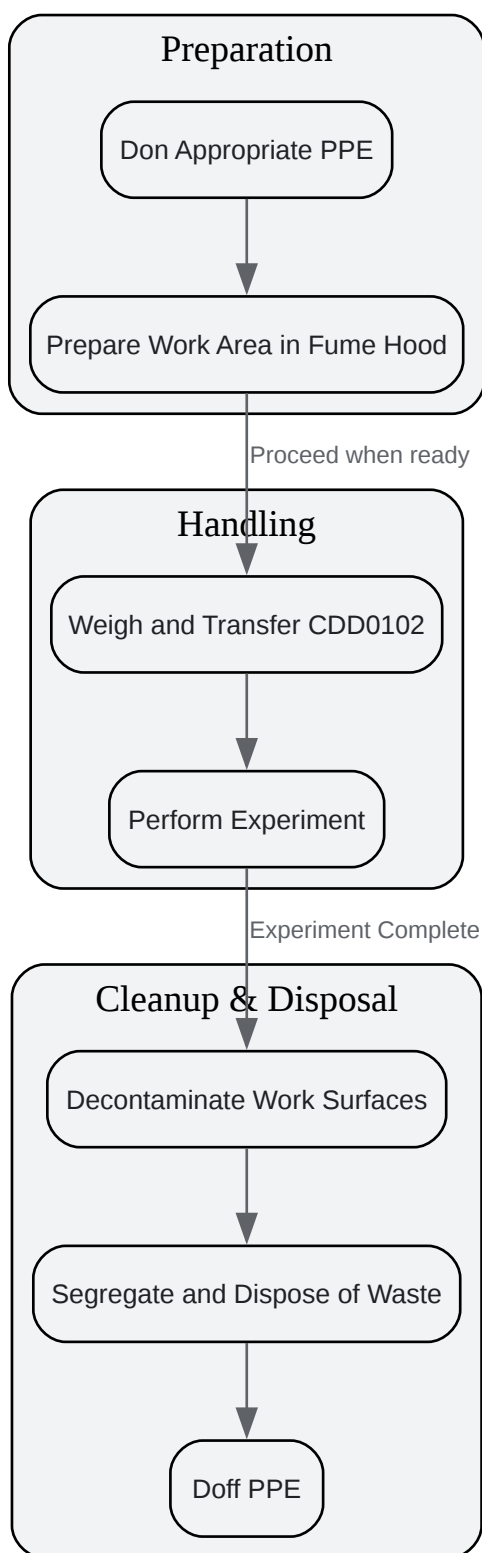 Preparation
Don Appropriate PPE
Prepare Work Area in Fume Hood
Proceed when ready
Handling
Weigh and Transfer CDD0102
Perform Experiment
Experiment Complete
Cleanup & Disposal
Decontaminate Work Surfaces
Segregate and Dispose of Waste
Doff PPE